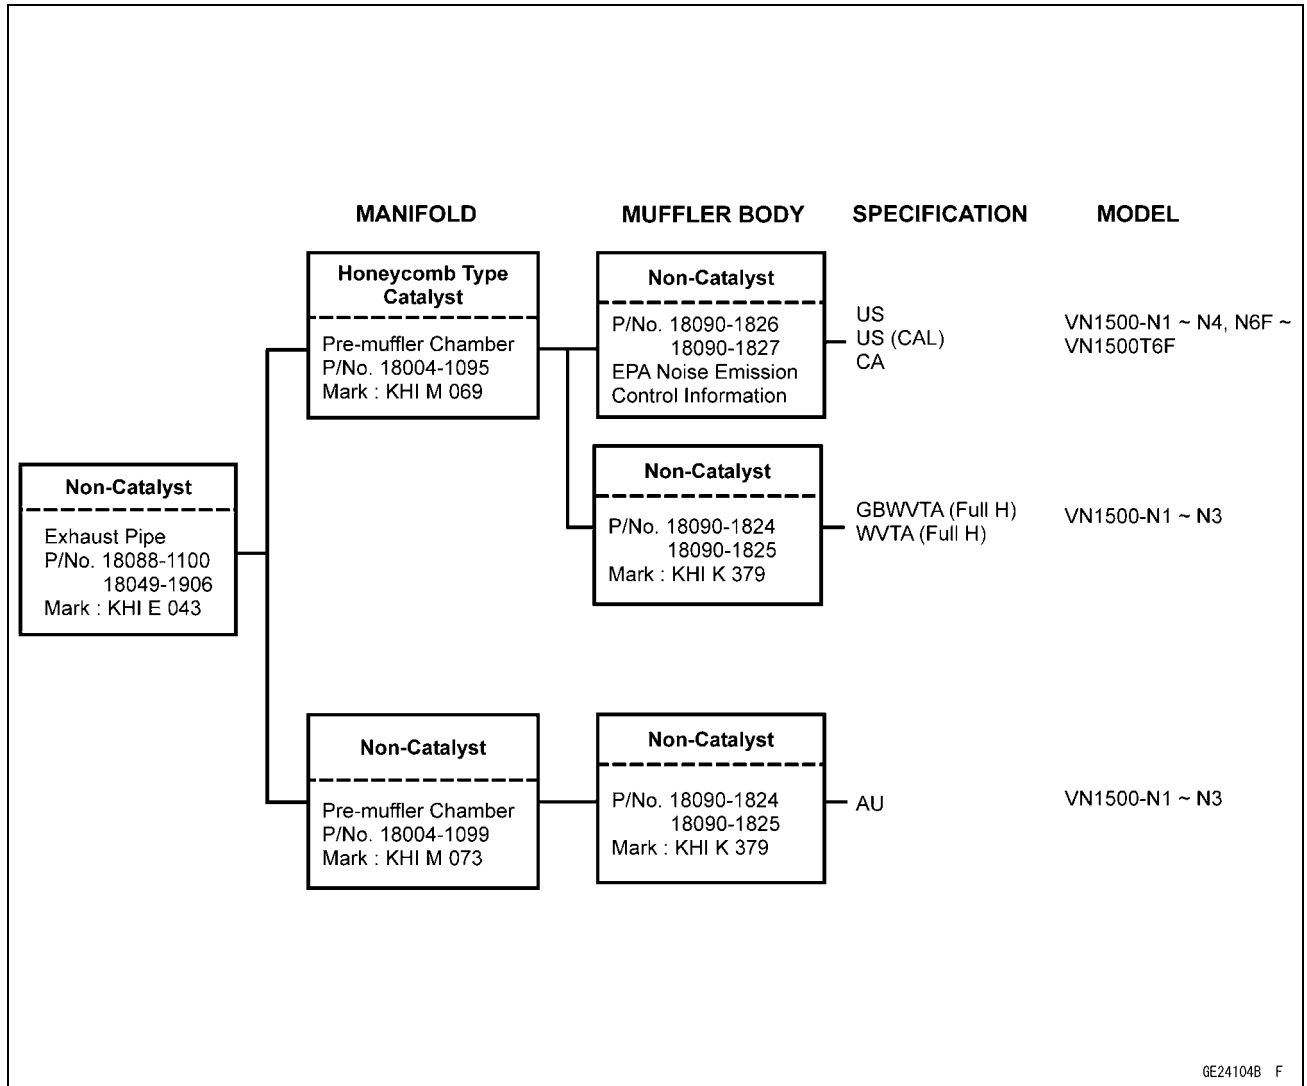 MANIFOLD
MUFFLER BODY
SPECIFICATION
MODEL
Honeycomb Type
Catalyst
Pre-muffler Chamber
P/No. 18004-1095
Mark : KHI M 069
Non-Catalyst
P/No. 18090-1826
18090-1827
EPA Noise Emission
Control Information
US
US (CAL)
CA
VN1500-N1 ~ N4, N6F ~
VN1500T6F
Non-Catalyst
P/No. 18090-1824
18090-1825
Mark : KHI K 379
GBWVTA (Full H)
WVTA (Full H)
VN1500-N1 ~ N3
Non-Catalyst
Exhaust Pipe
P/No. 18088-1100
18049-1906
Mark : KHI E 043
Non-Catalyst
Pre-muffler Chamber
P/No. 18004-1099
Mark : KHI M 073
Non-Catalyst
P/No. 18090-1824
18090-1825
Mark : KHI K 379
AU
VN1500-N1 ~ N3
GE24104B F